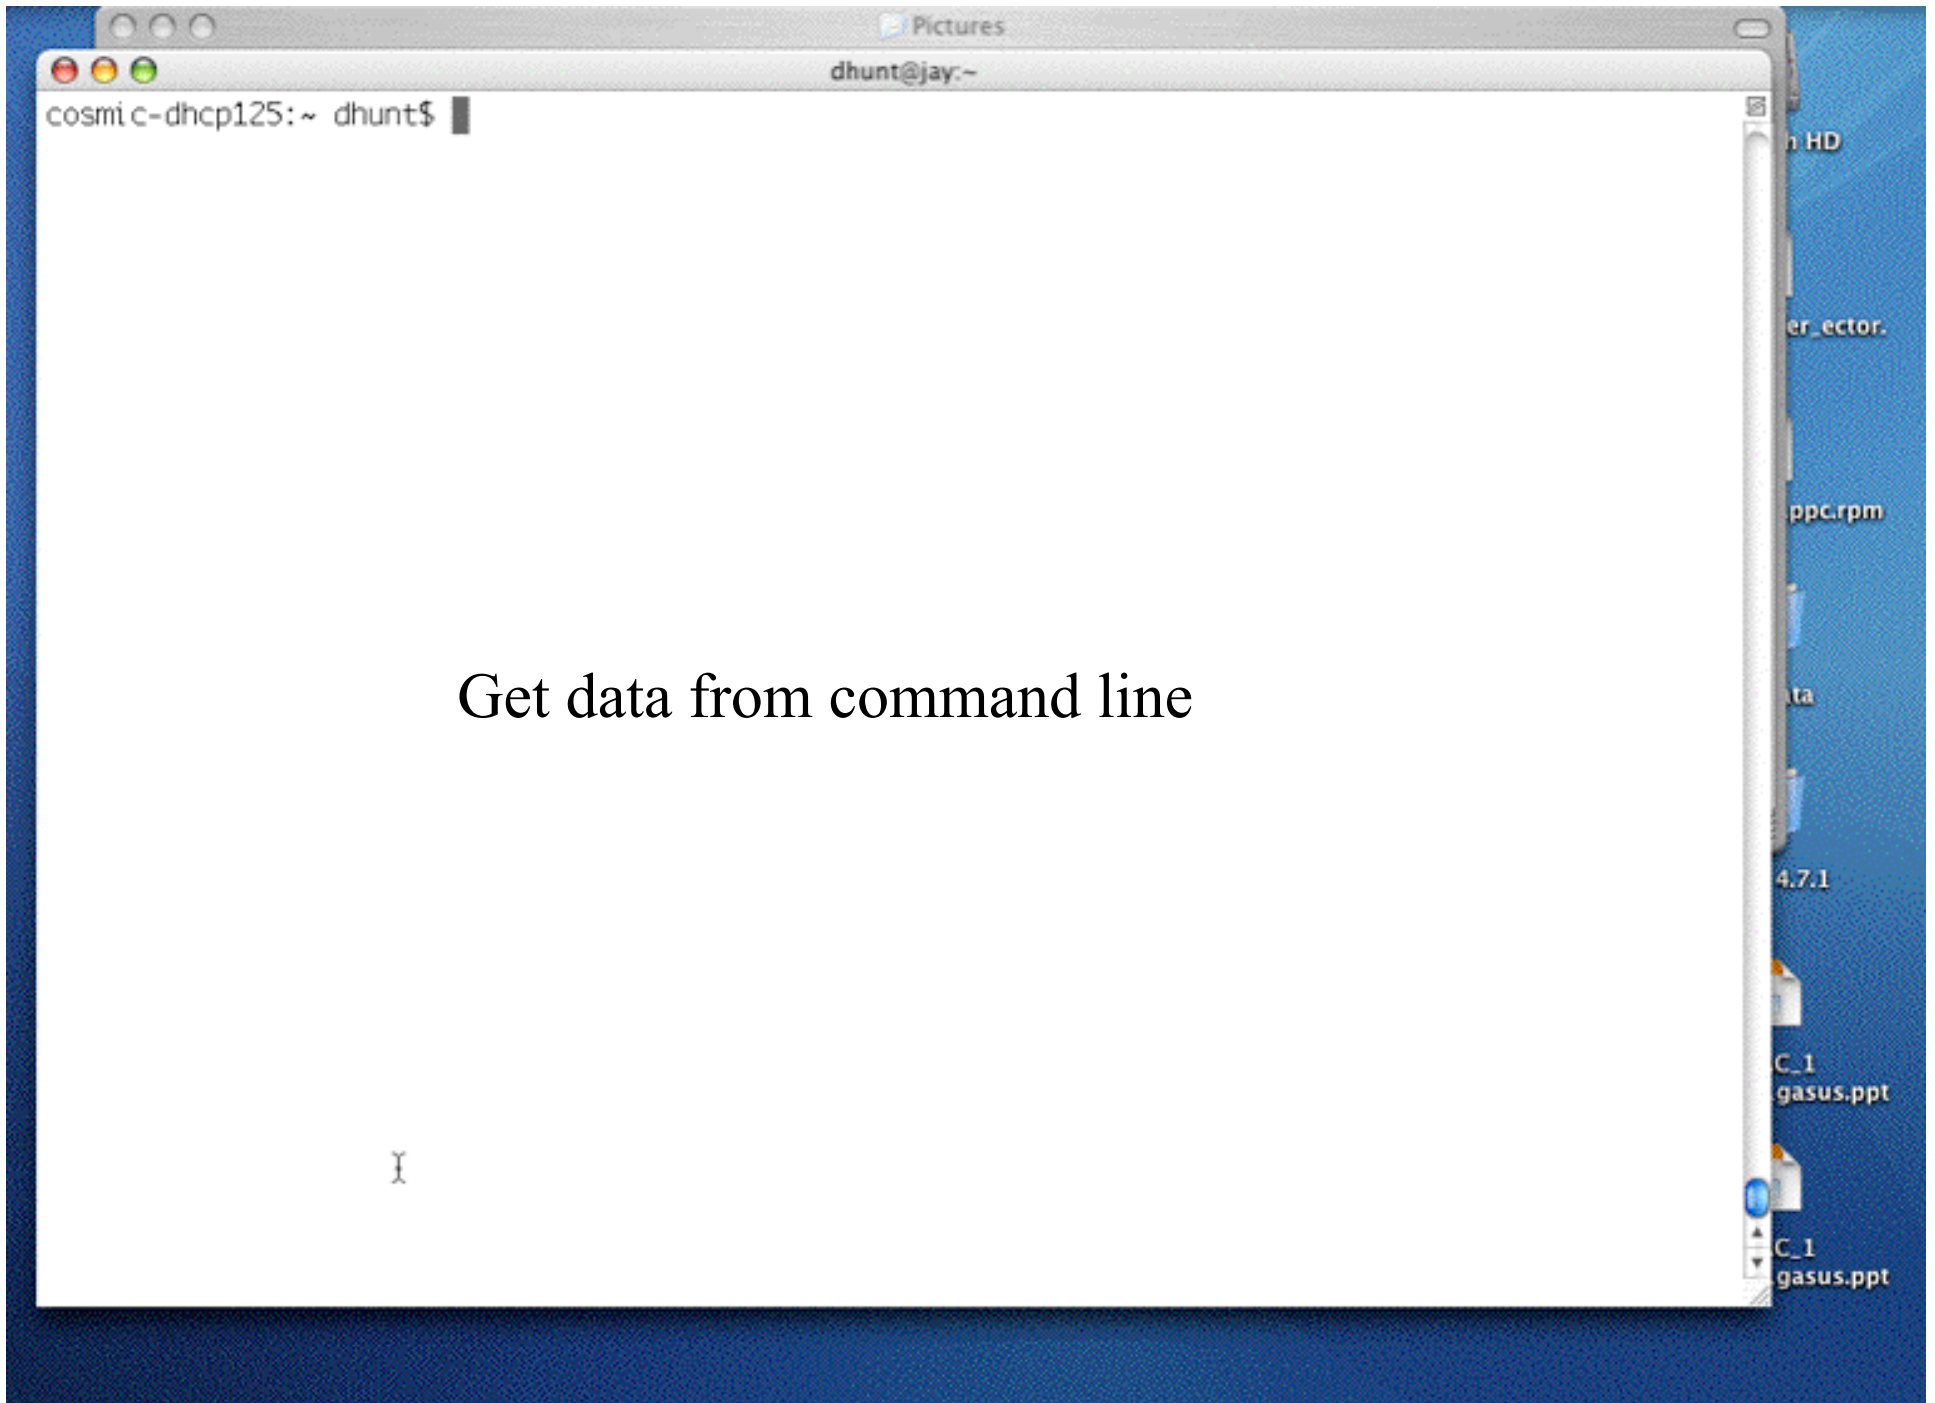 Pictures
dhunt@jay:~
cosmic-dhcp125:~ dhunt$
h HD
er_ector.
.ppc.rpm
Get data from command line
ta
4.7.1
C_1
gasus.ppt
C_1
gasus.ppt